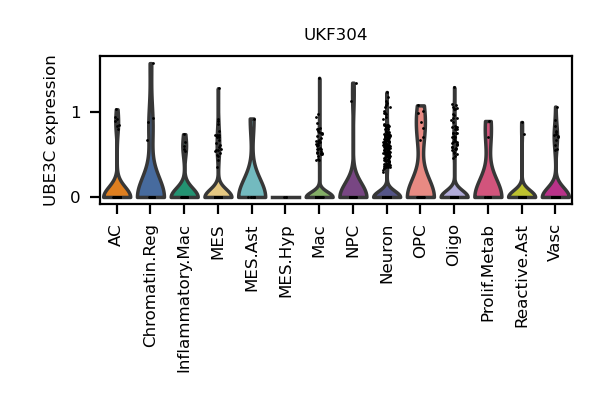 UKF304
UBE3C expression
1
0
AC
Chromatin.Reg
Inflammatory.Mac
MES
MES.Ast
MES.Hyp
Mac
NPC
Neuron
OPC
Oligo
Prolif.Metab
Reactive.Ast
Vasc